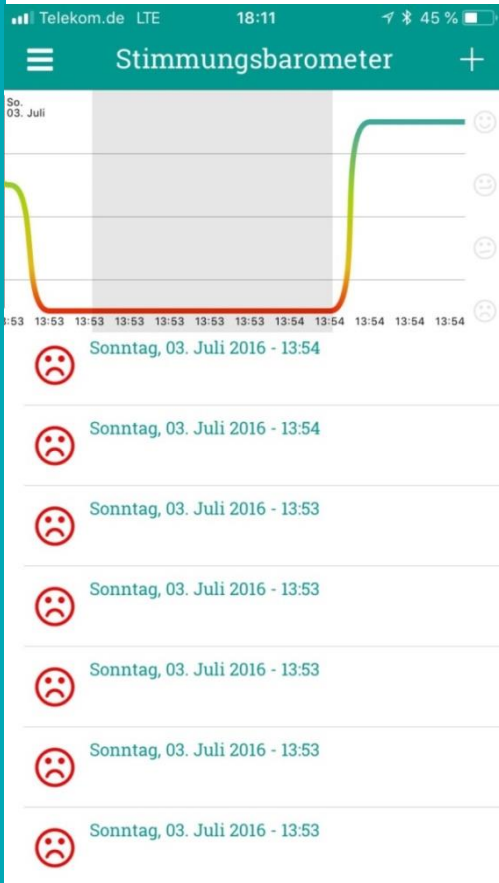 Telekom.de LTE 18:11 45 %
Stimmungsbarometer +
So.
03. Juli
:53 13:53 13:53 13:53 13:53 13:53 13:53 13:54 13:54 13:54 13:54 13:54
Sonntag, 03. Juli 2016 - 13:54
Sonntag, 03. Juli 2016 - 13:54
Sonntag, 03. Juli 2016 - 13:53
Sonntag, 03. Juli 2016 - 13:53
Sonntag, 03. Juli 2016 - 13:53
Sonntag, 03. Juli 2016 - 13:53
Sonntag, 03. Juli 2016 - 13:53